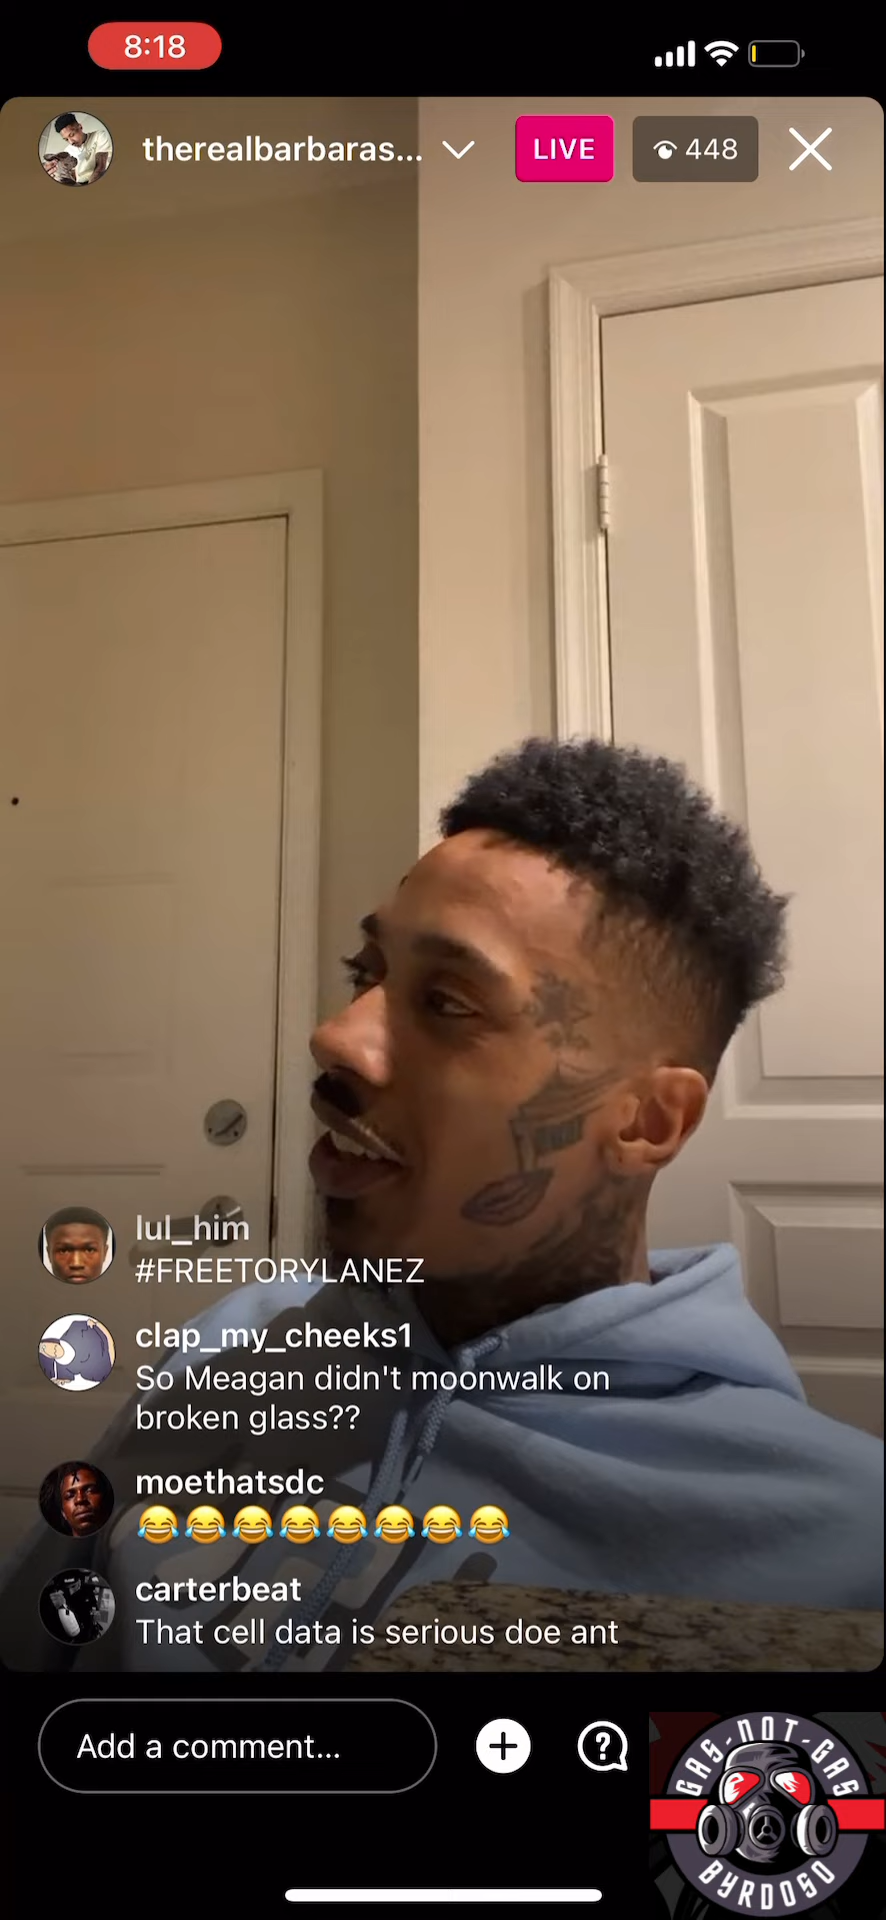 8:18
therealbarbaras...
LIVE
448
lul_him
#FREETORYLANEZ
clap_my_cheeks1
So Meagan didn't moonwalk on
broken glass??
moethatsdc
😂😂😂😂😂😂😂😂
carterbeat
That cell data is serious doe ant
Add a comment...
GAS-NOT-GAS
BYRDOSO